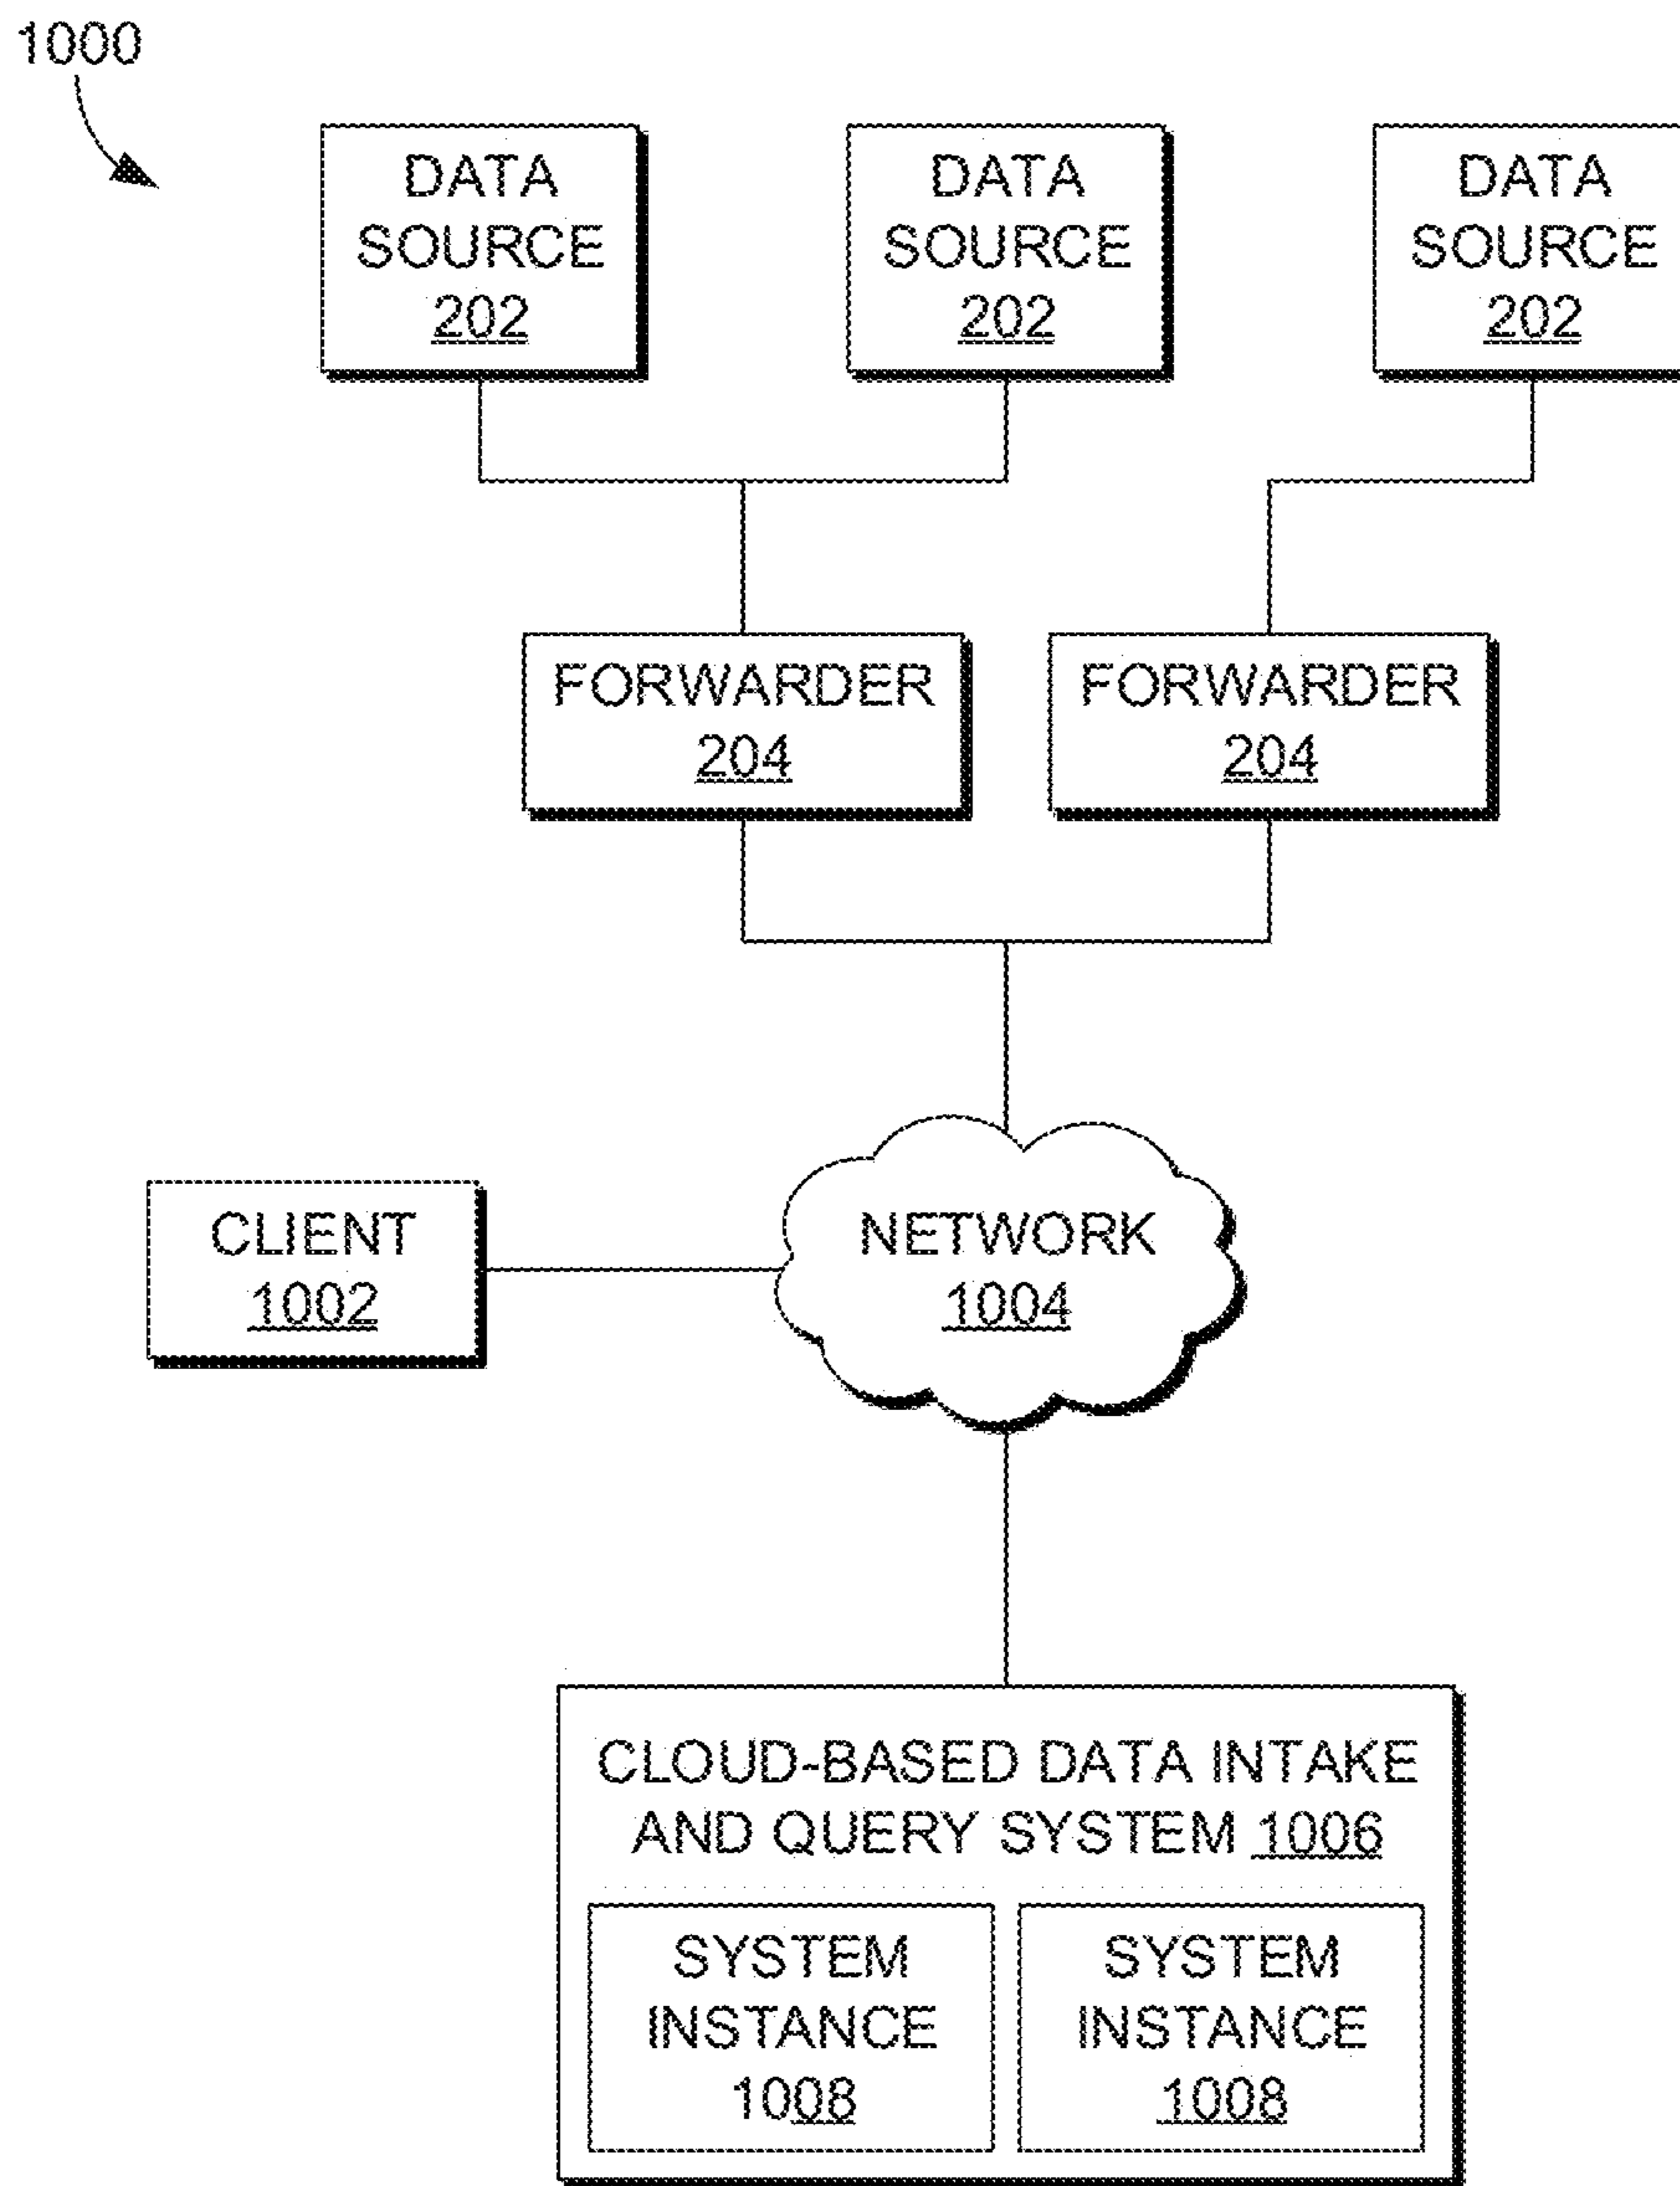 1000
DATA
SOURCE
202
DATA
SOURCE
202
DATA
SOURCE
202
FORWARDER
204
FORWARDER
204
CLIENT
1002
NETWORK
1004
CLOUD-BASED DATA INTAKE
AND QUERY SYSTEM 1006
SYSTEM
INSTANCE
1008
SYSTEM
INSTANCE
1008